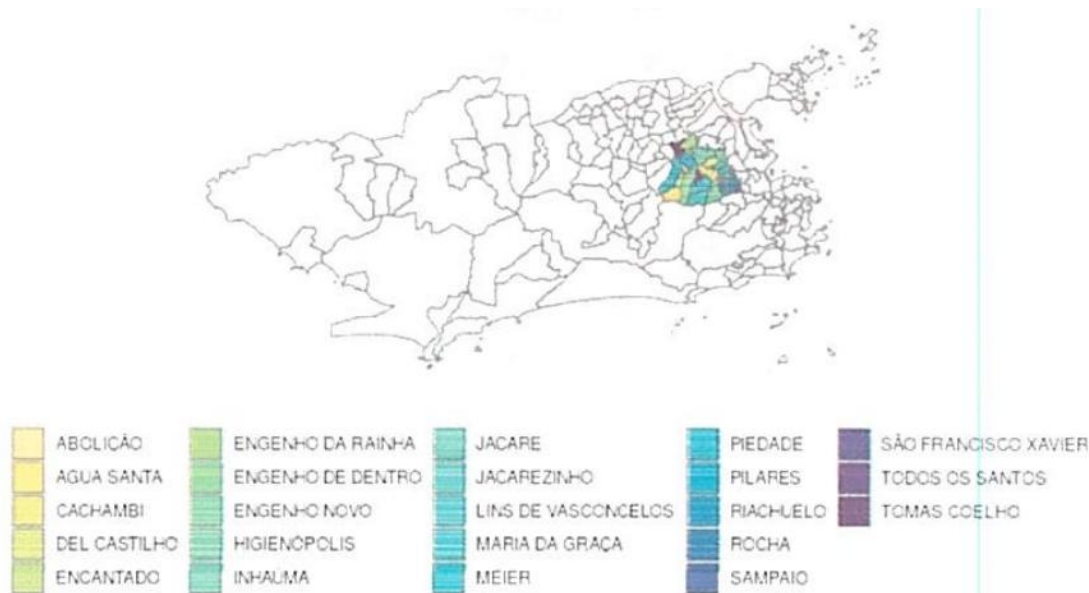 ABOLIÇÃO
AGUA SANTA
CACHAMBI
DEL CASTILHO
ENCANTADO
ENGENHO DA RAINHA
ENGENHO DE DENTRO
ENGENHO NOVO
HIGIENÓPOLIS
INHAUMA
JACARE
JACAREZINHO
LINS DE VASCONCELOS
MARIA DA GRAÇA
MEIER
PIEDADE
PILARES
RIACHUELO
ROCHA
SAMPAIO
SÃO FRANCISCO XAVIER
TODOS OS SANTOS
TOMAS COELHO